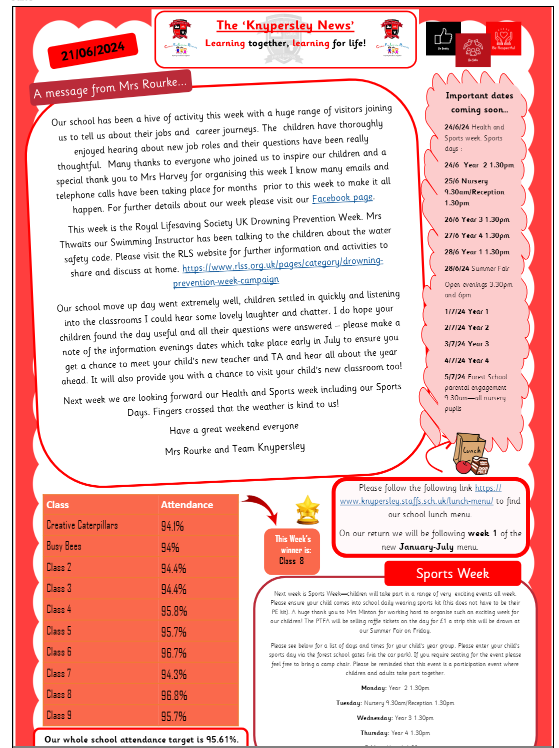 The 'Knypersley News'
Learning together, learning for life!
21/06/2024
A message from Mrs Rourke...
Our school has been a hive of activity this week with a huge range of visitors joining
us to tell us about their jobs and career journeys. The children have thoroughly
enjoyed hearing about new job roles and their questions have been really
thoughtful. Many thanks to everyone who joined us to inspire our children and a
special thank you to Mrs Harvey for organising this week I know many emails and
telephone calls have been taking place for months prior to this week to make it all
happen. For further details about our week please visit our Facebook page.
This week is the Royal Lifesaving Society UK Drowning Prevention Week. Mrs
Thwaits our Swimming Instructor has been talking to the children about the water
safety code. Please visit the RLS website for further information and activities to
share and discuss at home. https://www.rlss.org.uk/pages/category/drowning-
prevention-week-campaign
Our school move up day went extremely well, children settled in quickly and listening
into the classrooms I could hear some lovely laughter and chatter. I do hope your
children found the day useful and all their questions were answered – please make a
note of the information evenings dates which take place early in July to ensure you
get a chance to meet your child's new teacher and TA and hear all about the year
ahead. It will also provide you with a chance to visit your child's new classroom too!
Next week we are looking forward our Health and Sports week including our Sports
Days. Fingers crossed that the weather is kind to us!
Have a great weekend everyone
Mrs Rourke and Team Knypersley
Important dates
coming soon...
24/6/24 Health and
Sports week. Sports
days :
24/6 Year 2 1.30pm
25/6 Nursery
9.30am/Reception
1.30pm
26/6 Year 3 1.30pm
27/6 Year 4 1.30pm
28/6 Year 1 1.30pm
28/6/24 Summer Fair
Open evenings 3.30pm
and 6pm
1/7/24 Year 1
2/7/24 Year 2
3/7/24 Year 3
4/7/24 Year 4
5/7/24 Forest School
parental engagement
9.30am—all nursery
pupils
Lunch
Please follow the following link https://
www.knypersley.staffs.sch.uk/lunch-menu/ to find
our school lunch menu.
On our return we will be following week 1 of the
new January-July menu.
Class Attendance
Creative Caterpillars 94.1%
Busy Bees 94%
Class 2 94.4%
Class 3 94.4%
Class 4 95.8%
Class 5 95.7%
Class 6 96.7%
Class 7 94.3%
Class 8 96.8%
Class 9 95.7%
Our whole school attendance target is 95.61%.
This Week's
winner is:
Class 8
Sports Week
Next week is Sports Week—children will take part in a range of very, exciting events all week.
Please ensure your child comes into school daily wearing sports kit (this does not have to be their
PE kit). A huge thank you to Mrs Minton for working hard to organise such an exciting week for
our children! The PTFA will be selling raffle tickets on the day for £1 a strip this will be drawn at
our Summer Fair on Friday.
Please see below for a list of days and times for your child's year group. Please enter your child's
sports day via the forest school gates (via the car park). If you require seating for the event please
feel free to bring a camp chair. Please be reminded that this event is a participation event where
children and adults take part together.
Monday: Year 2 1.30pm
Tuesday: Nursery 9.30am/Reception 1.30pm
Wednesday: Year 3 1.30pm
Thursday: Year 4 1.30pm